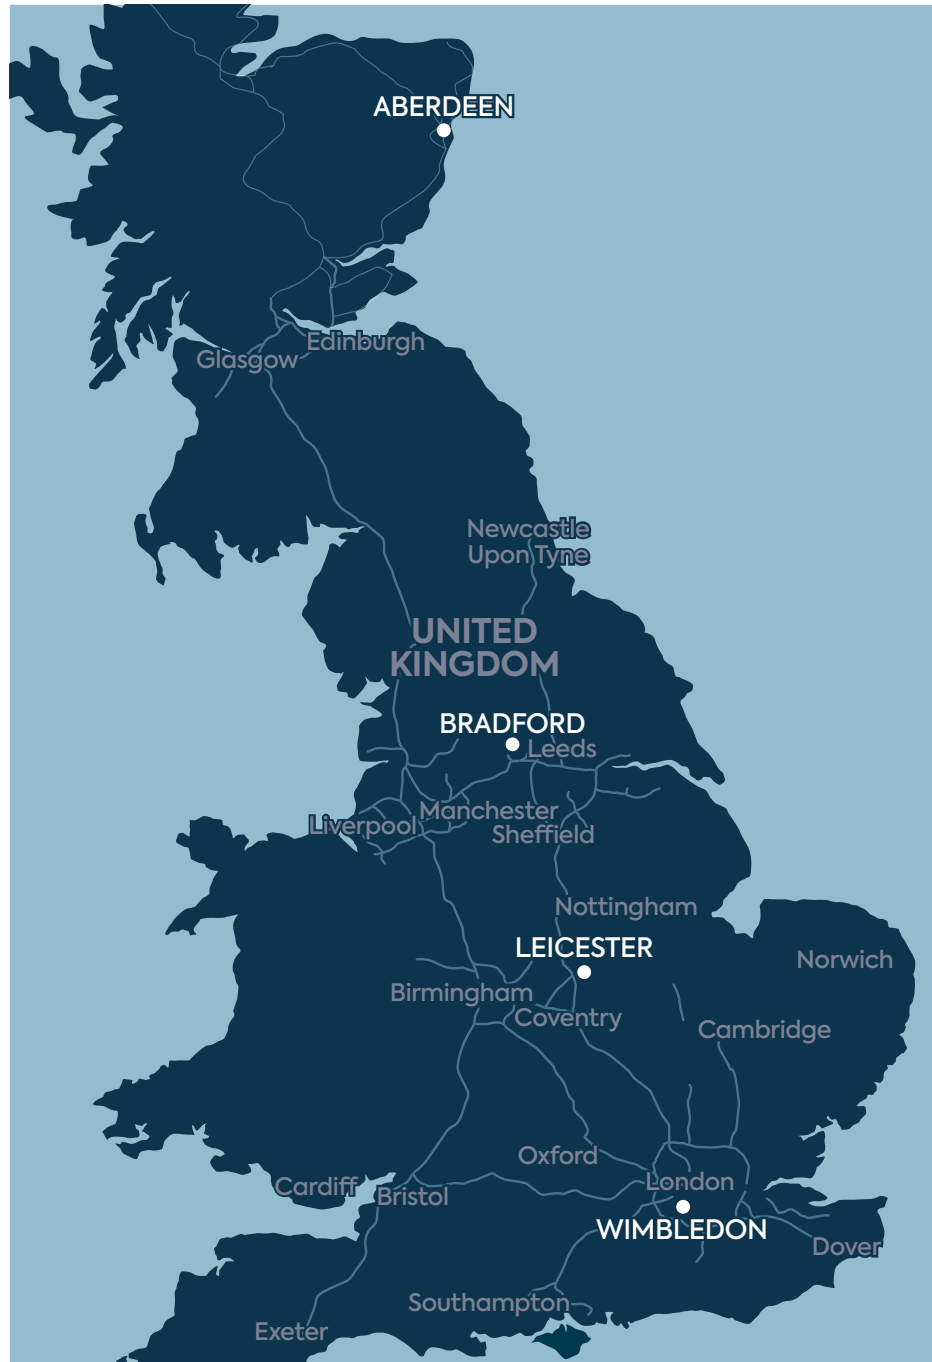 ABERDEEN
Edinburgh
Glasgow
Newcastle
Upon Tyne
UNITED
KINGDOM
BRADFORD
Leeds
Manchester
Liverpool
Sheffield
Nottingham
LEICESTER
Norwich
Birmingham
Coventry
Cambridge
Oxford
London
Cardiff
Bristol
WIMBLEDON
Dover
Southampton
Exeter